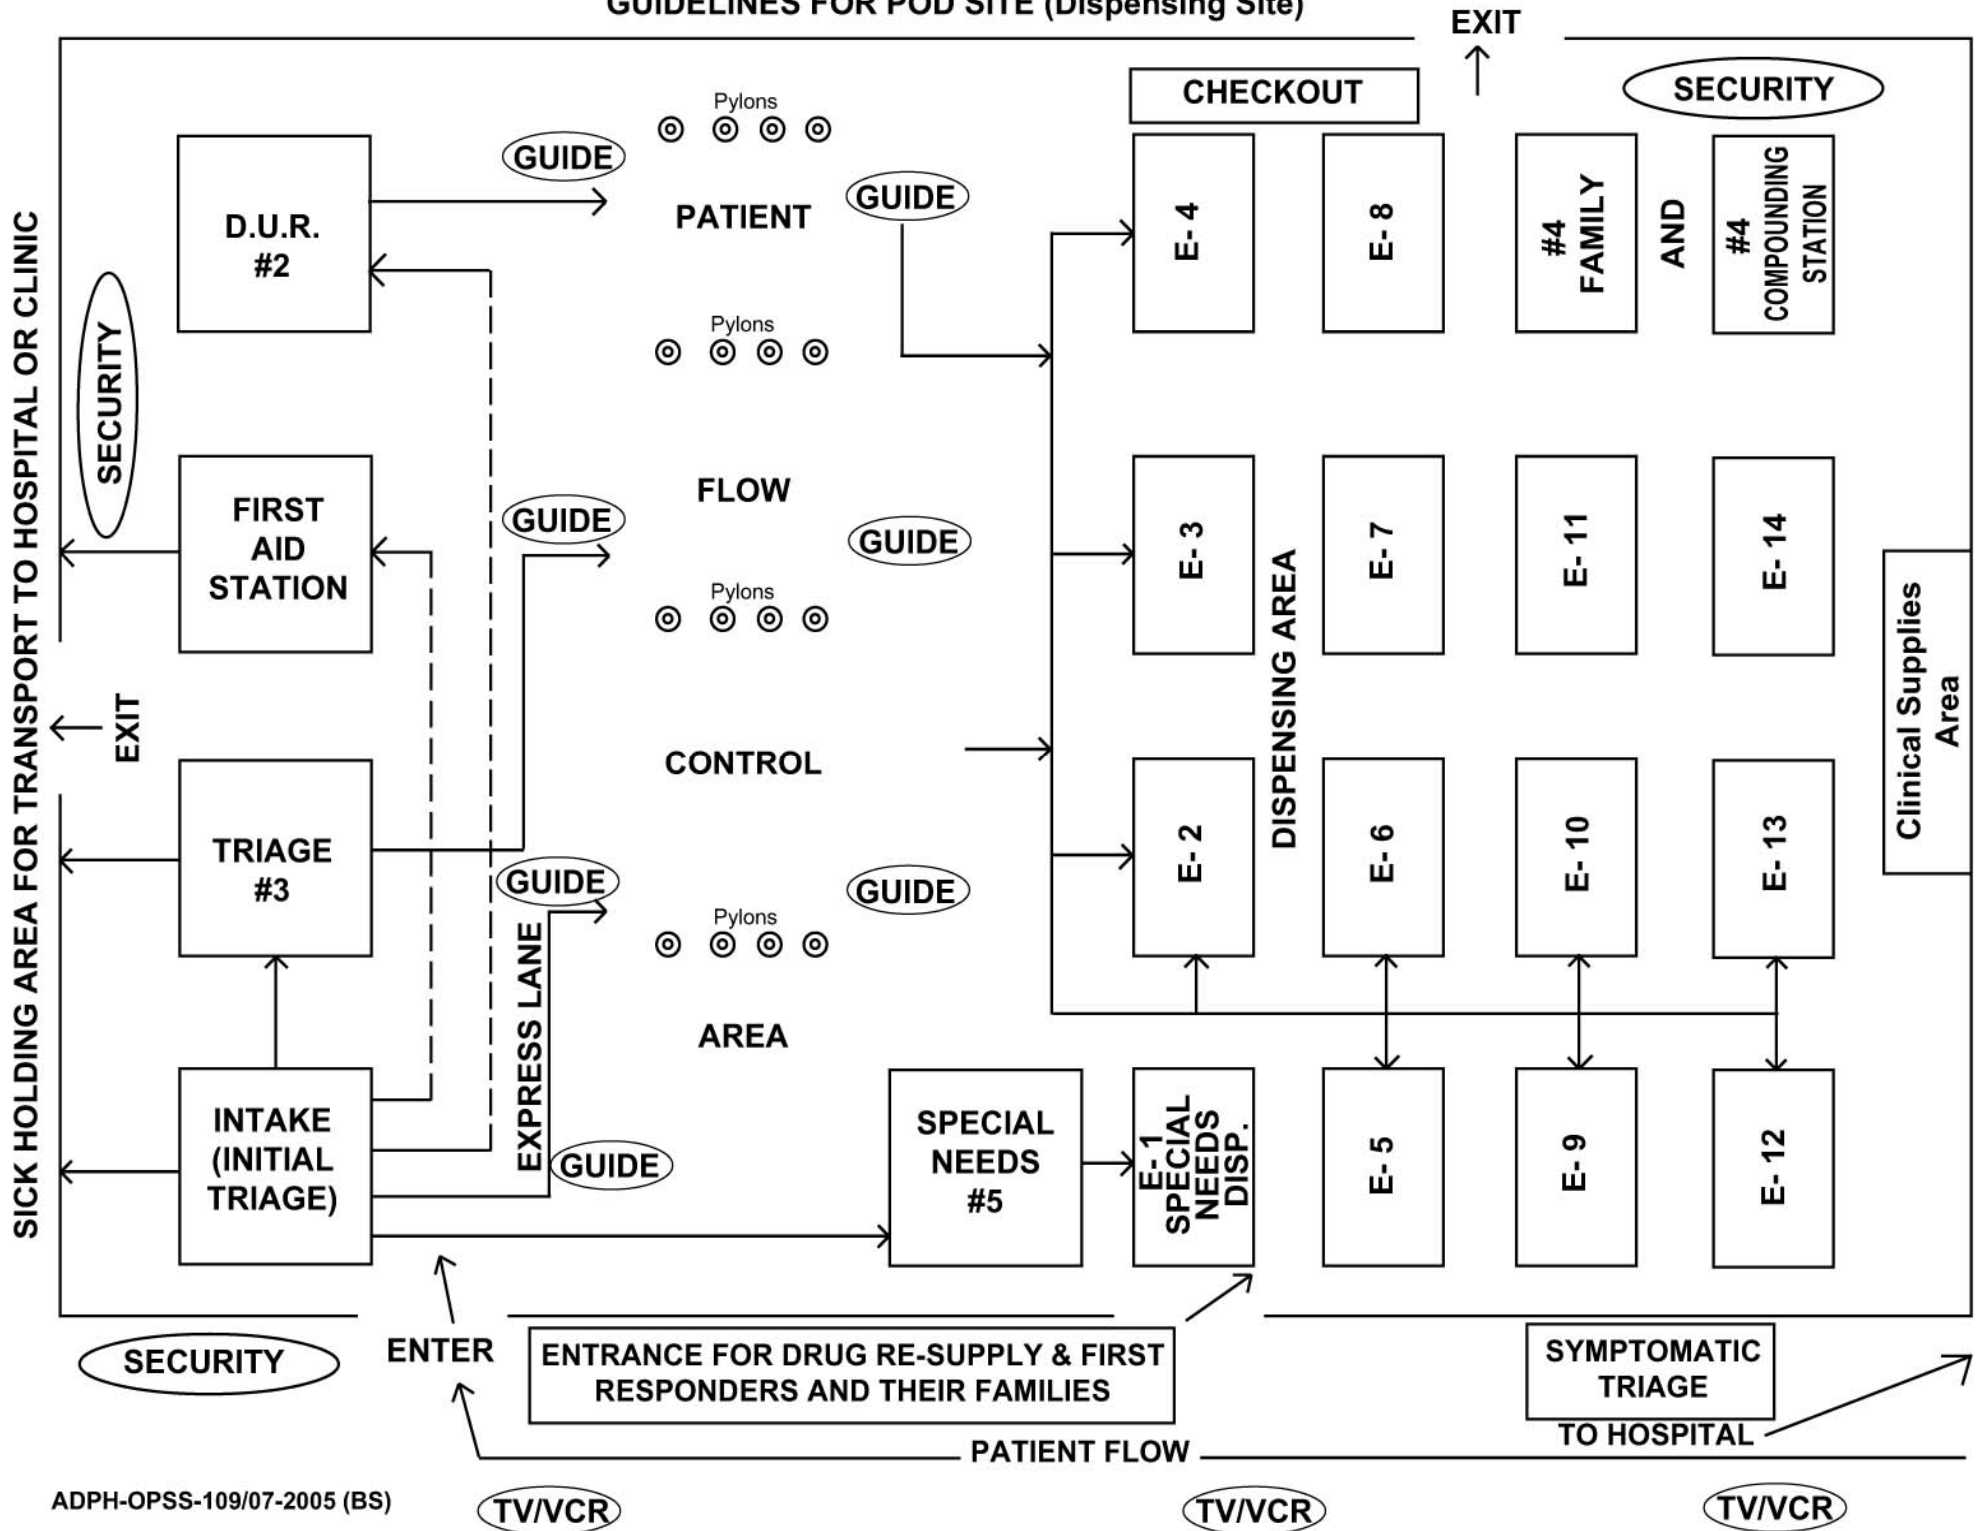 GUIDELINES FOR POD SITE (Dispensing Site)
EXIT
CHECKOUT
SECURITY
Pylons
GUIDE
D.U.R.
#2
PATIENT
GUIDE
E- 4
E- 8
#4
FAMILY
AND
#4
COMPOUNDING
STATION
SICK HOLDING AREA FOR TRANSPORT TO HOSPITAL OR CLINIC
SECURITY
Pylons
FIRST
AID
STATION
GUIDE
FLOW
GUIDE
E- 3
E- 7
E- 11
E- 14
DISPENSING AREA
Clinical Supplies
Area
Pylons
EXIT
CONTROL
TRIAGE
#3
GUIDE
GUIDE
E- 2
E- 6
E- 10
E- 13
Pylons
EXPRESS LANE
AREA
INTAKE
(INITIAL
TRIAGE)
GUIDE
SPECIAL
NEEDS
#5
E- 1
SPECIAL
NEEDS
DISP.
E- 5
E- 9
E- 12
SECURITY
ENTER
ENTRANCE FOR DRUG RE-SUPPLY & FIRST
RESPONDERS AND THEIR FAMILIES
SYMPTOMATIC
TRIAGE
TO HOSPITAL
PATIENT FLOW
ADPH-OPSS-109/07-2005 (BS)
TV/VCR
TV/VCR
TV/VCR